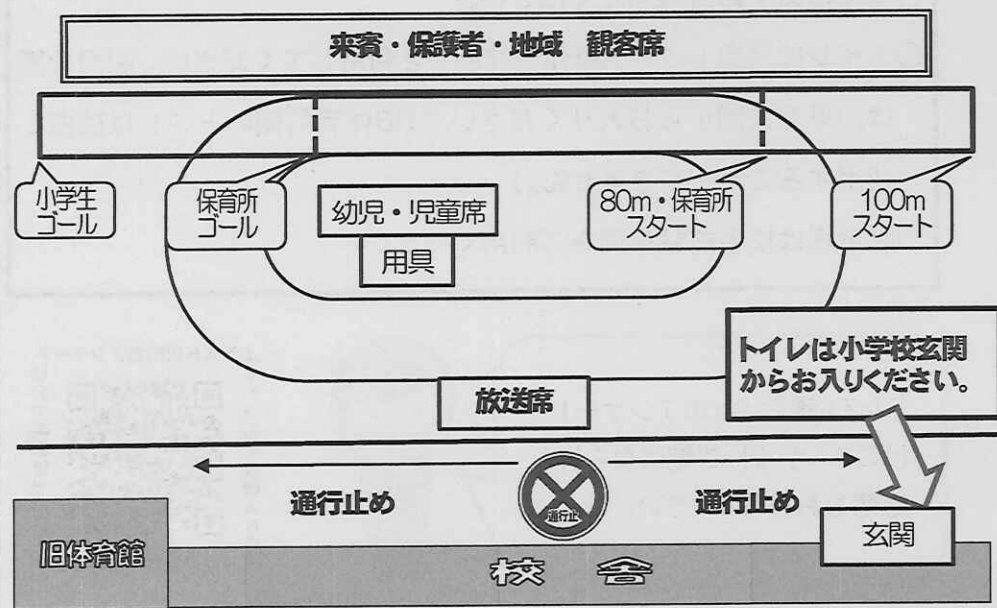 来賓・保護者・地域 観客席
小学生
ゴール
保育所
ゴール
幼児・児童席
用具
80m・保育所
スタート
100m
スタート
トイレは小学校玄関
からお入りください。
放送席
通行止め
通行止
通行止め
玄関
旧体育館
校舎